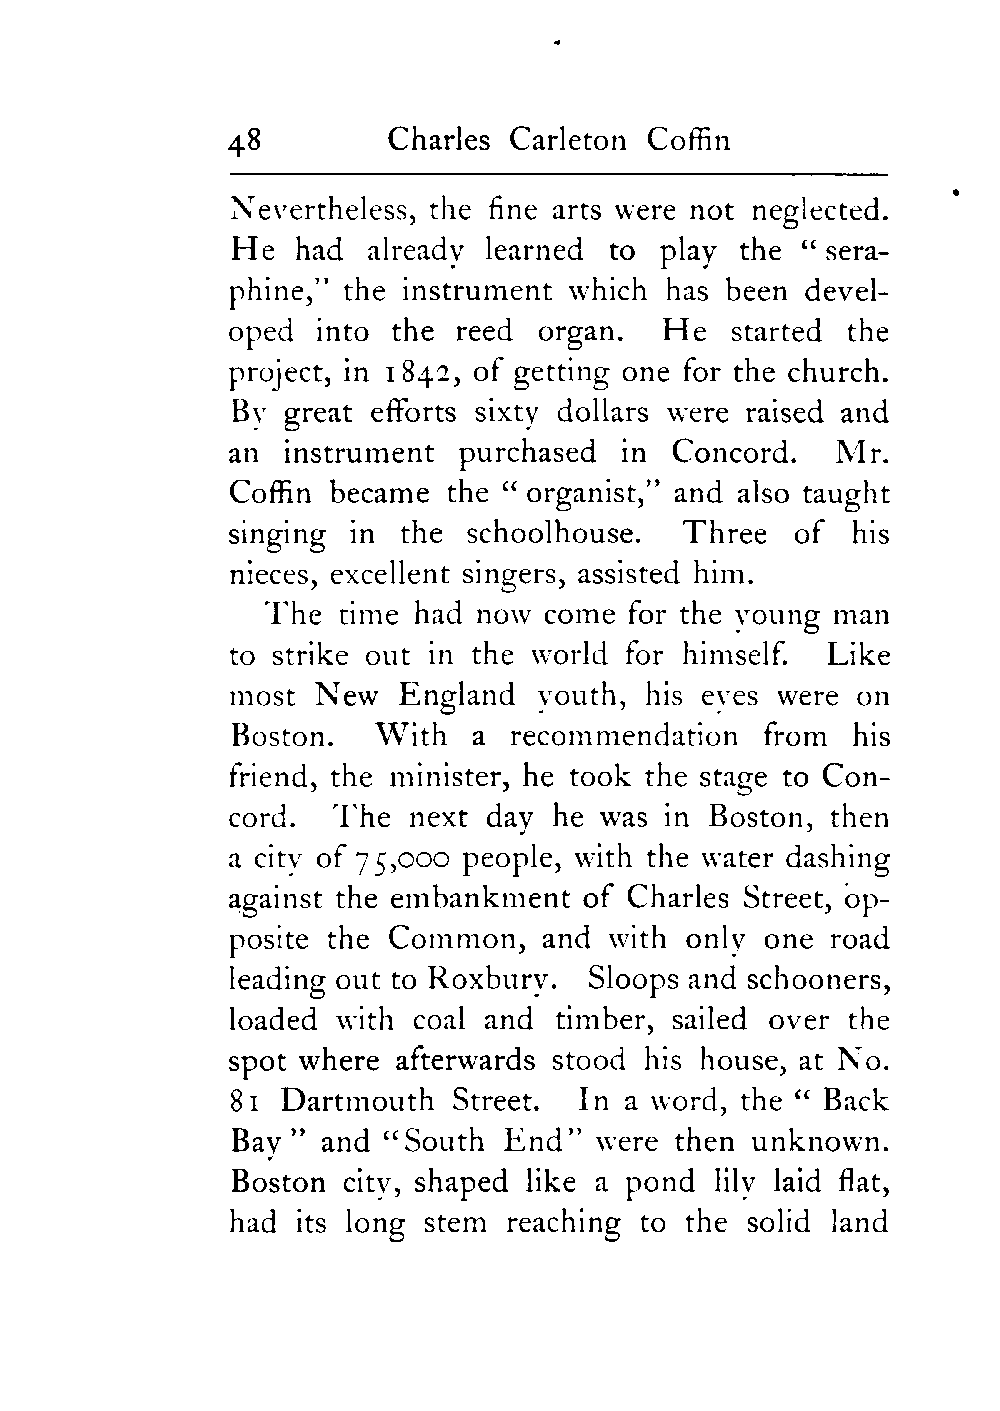 48 Charles Carleton Coffin
Nevertheless, the fine arts were not neglected.
He had already learned to play the “ sera-
phine,” the instrument which has been devel-
oped into the reed organ. He started the
project, in 1842, of getting one for the church.
By great efforts sixty dollars were raised and
an instrument purchased in Concord. Mr.
Coffin became the “ organist,” and also taught
singing in the schoolhouse. Three of his
nieces, excellent singers, assisted him.
The time had now come for the young man
to strike out in the world for himself. Like
most New England youth, his eyes were on
Boston. With a recommendation from his
friend, the minister, he took the stage to Con-
cord. The next day he was in Boston, then
a city of 75,000 people, with the water dashing
against the embankment of Charles Street, op-
posite the Common, and with only one road
leading out to Roxbury. Sloops and schooners,
loaded with coal and timber, sailed over the
spot where afterwards stood his house, at No.
81 Dartmouth Street. In a word, the “ Back
Bay ” and “South End” were then unknown.
Boston city, shaped like a pond lily laid flat,
had its long stem reaching to the solid land